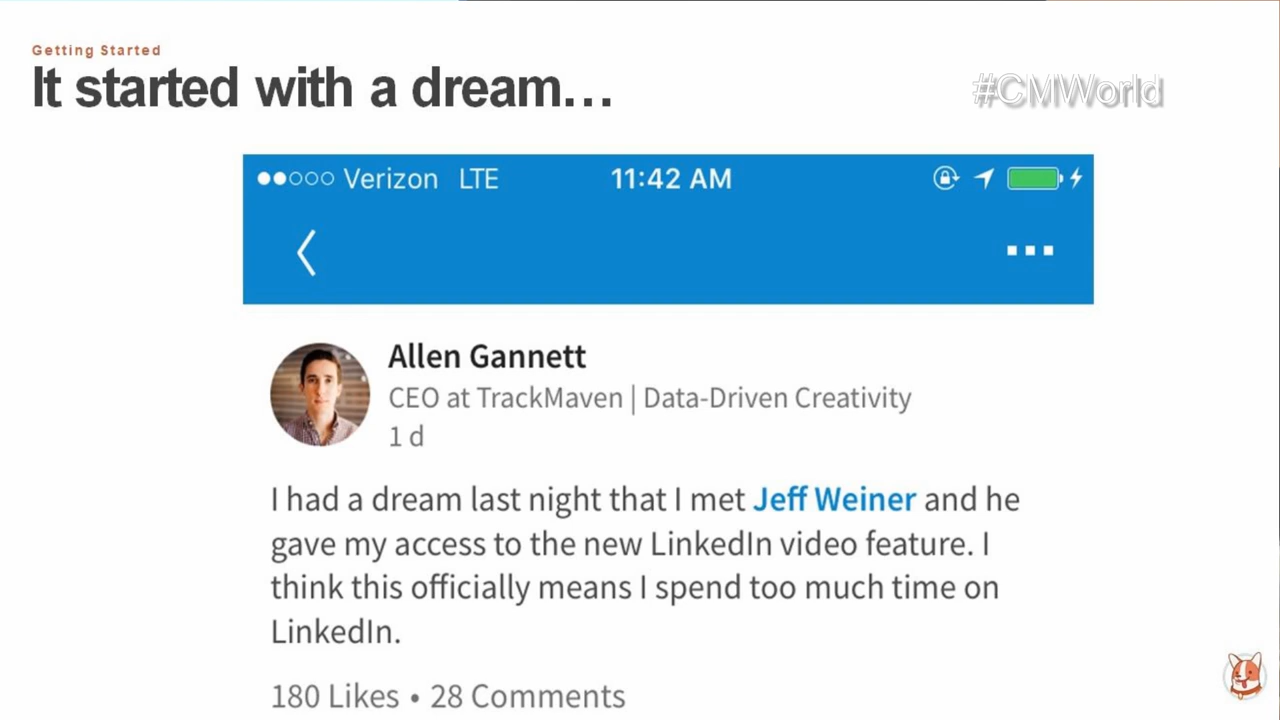 Getting Started
It started with a dream…
#CMWorld
Verizon LTE 11:42 AM
Allen Gannett
CEO at TrackMaven | Data-Driven Creativity
1 d
I had a dream last night that I met Jeff Weiner and he
gave my access to the new LinkedIn video feature. I
think this officially means I spend too much time on
LinkedIn.
180 Likes • 28 Comments